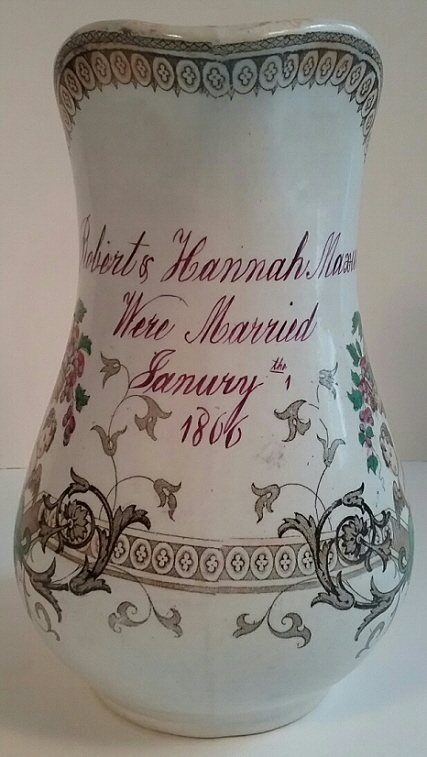 Robert & Hannah
Were Married
Janury the 1
1866